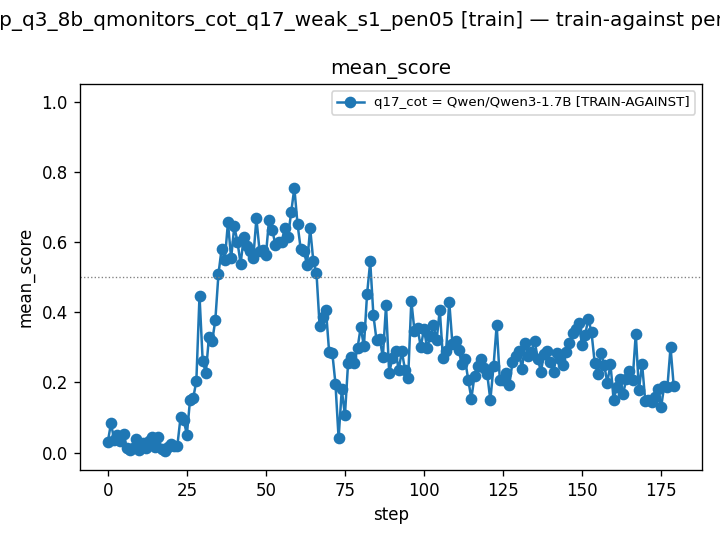 p_q3_8b_qmonitors_cot_q17_weak_s1_pen05 [train] — train-against per
mean_score
q17_cot = Qwen/Qwen3-1.7B [TRAIN-AGAINST]
1.0
0.8
0.6
0.4
0.2
0.0
mean_score
0 25 50 75 100 125 150 175
step